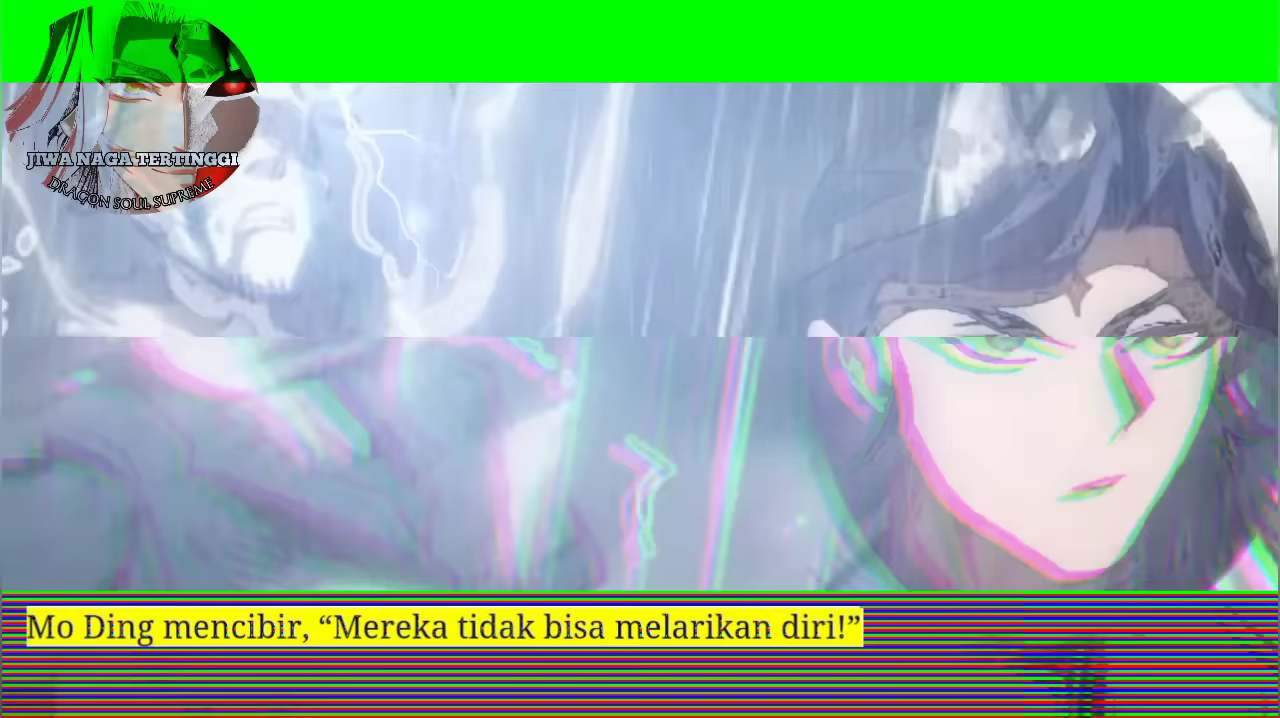 JIWA NAGA TERTINGGI
DRAGON SOUL SUPREME
Mo Ding mencibir, “Mereka tidak bisa melarikan diri!”